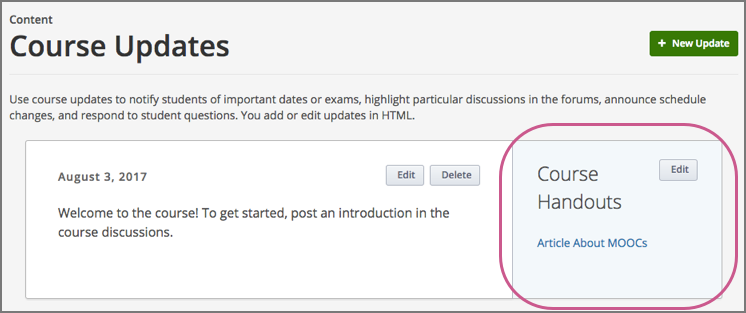 Content
Course Updates
+ New Update
Use course updates to notify students of important dates or exams, highlight particular discussions in the forums, announce schedule
changes, and respond to student questions. You add or edit updates in HTML.
August 3, 2017
Edit
Delete
Welcome to the course! To get started, post an introduction in the
course discussions.
Course
Handouts
Edit
Article About MOOCs